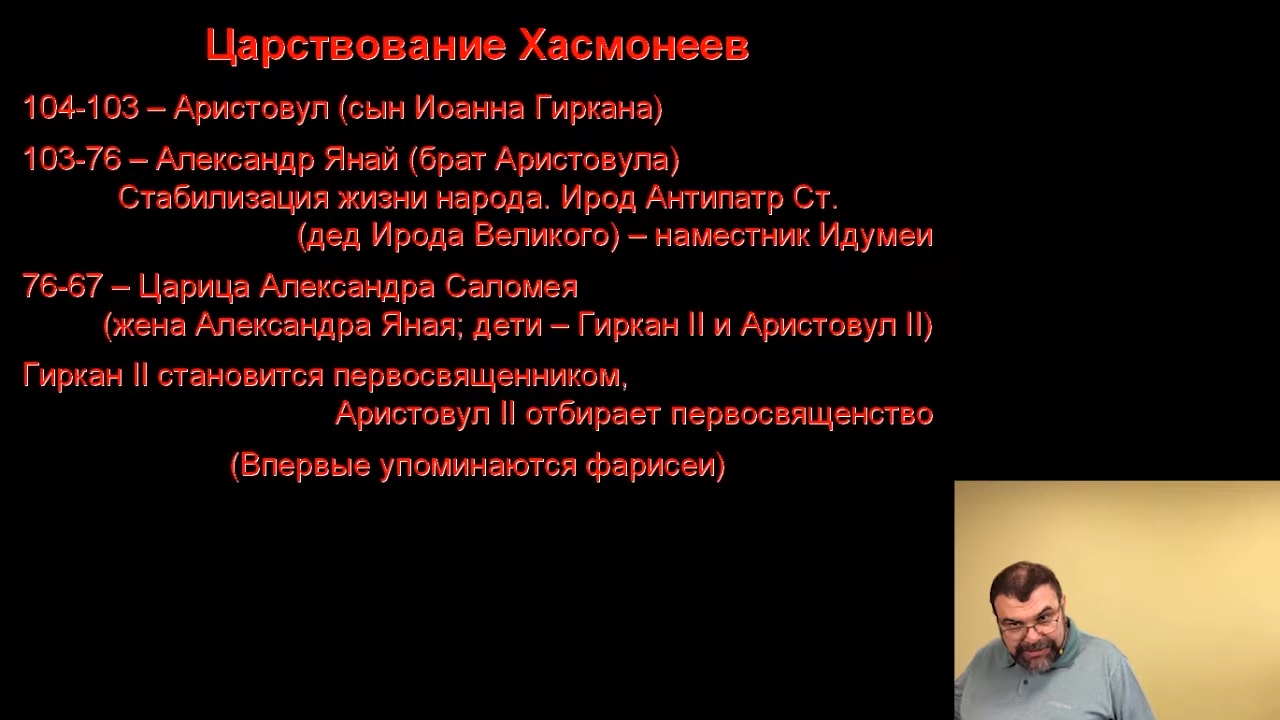 Царствование Хасмонеев
104-103 – Аристовул (сын Иоанна Гиркана)
103-76 – Александр Янай (брат Аристовула)
Стабилизация жизни народа. Ирод Антипатр Ст.
(дед Ирода Великого) – наместник Идумеи
76-67 – Царица Александра Саломея
(жена Александра Яная; дети – Гиркан II и Аристовул II)
Гиркан II становится первосвященником,
Аристовул II отбирает первосвященство
(Впервые упоминаются фарисеи)